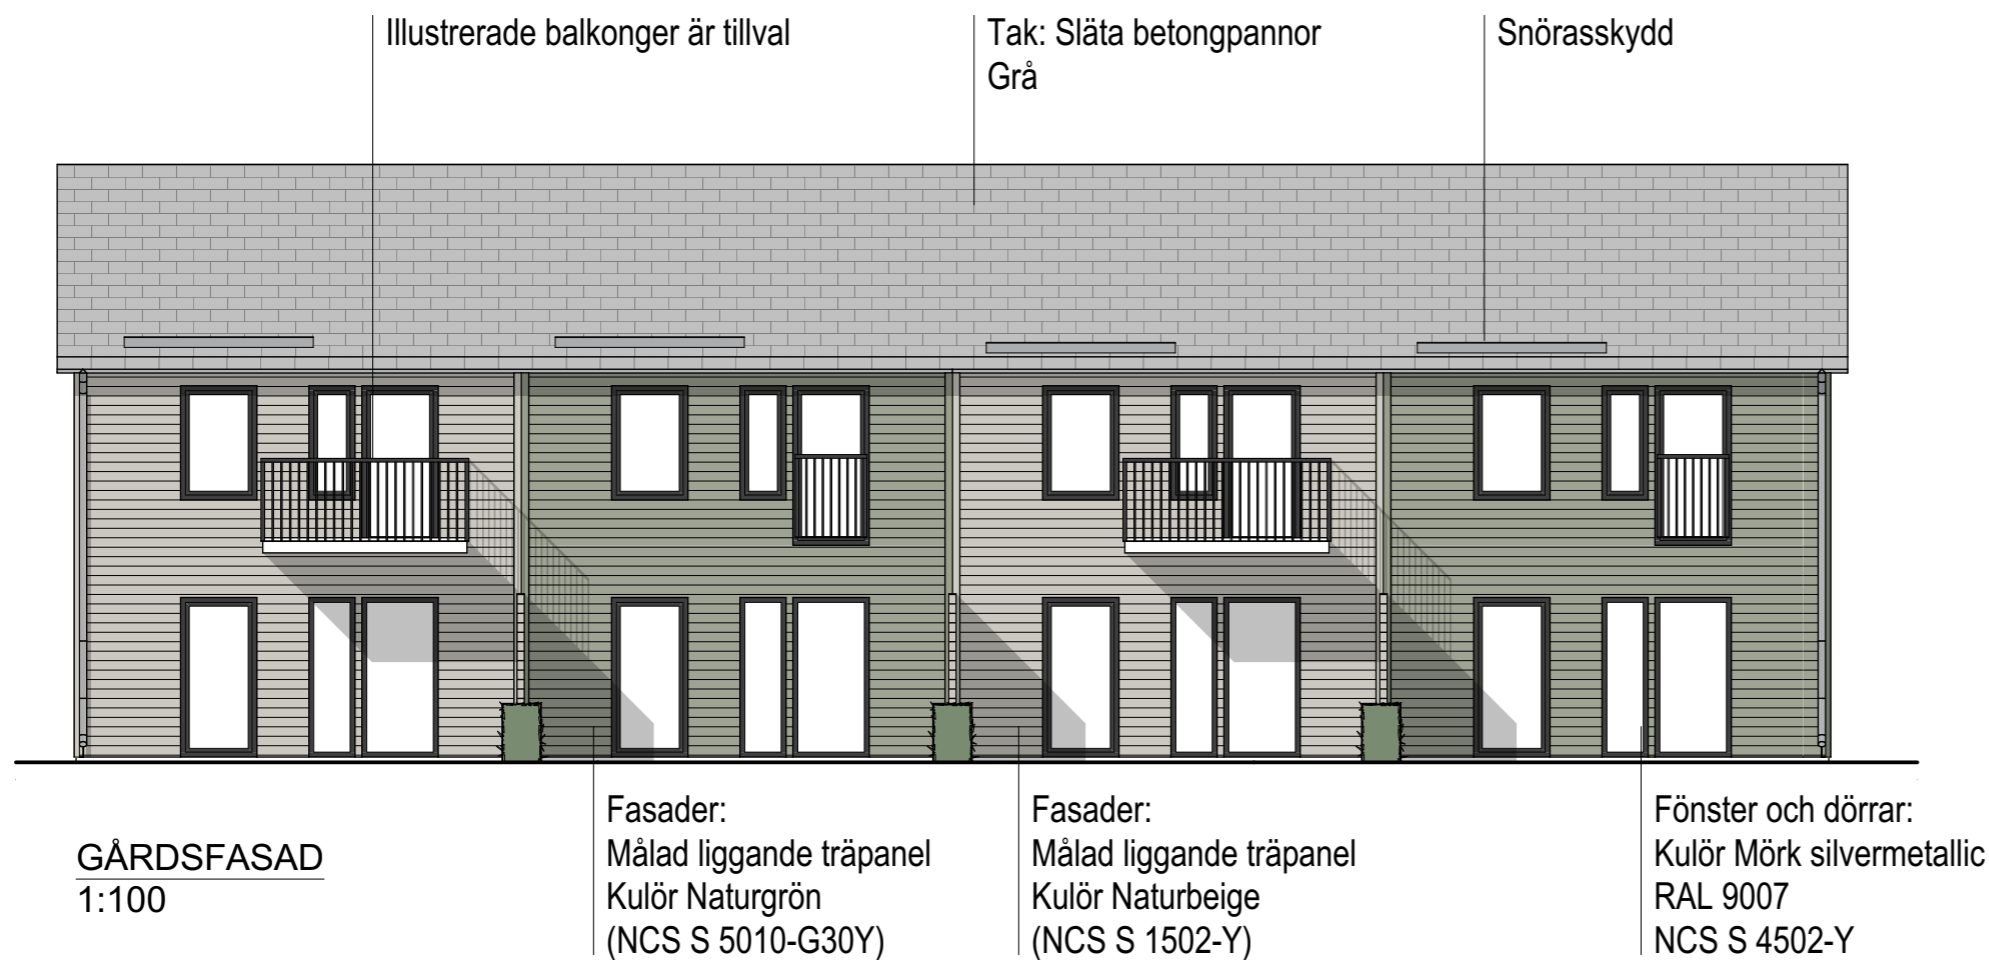 Illustrerade balkonger är tillval
Tak: Släta betongpannor
Grå
Snörasskydd
GÅRDSFASAD
1:100
Fasader:
Målad liggande träpanel
Kulör Naturgrön
(NCS S 5010-G30Y)
Fasader:
Målad liggande träpanel
Kulör Naturbeige
(NCS S 1502-Y)
Fönster och dörrar:
Kulör Mörk silvermetallic
RAL 9007
NCS S 4502-Y